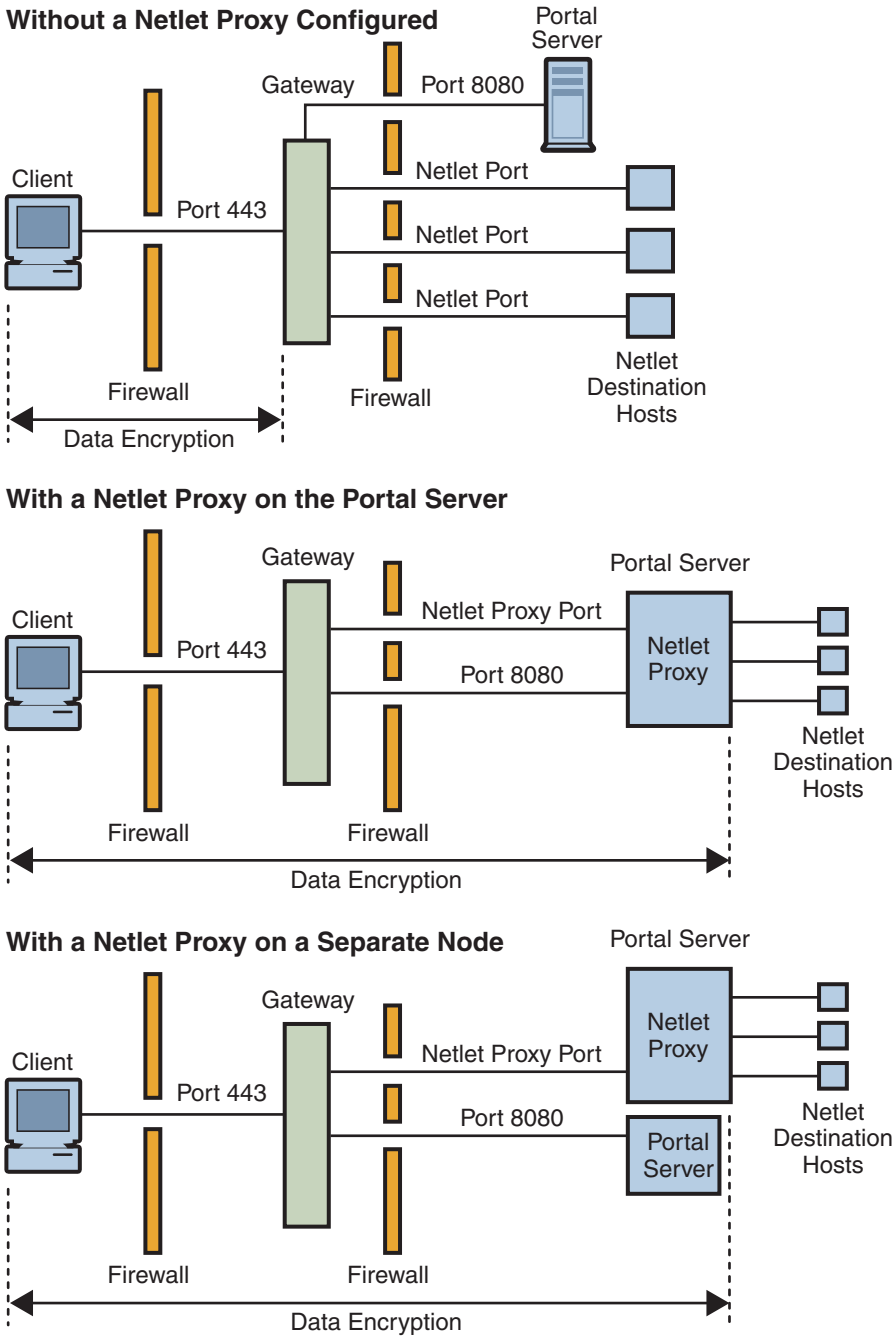 Without a Netlet Proxy Configured
Portal
Server
Gateway
Port 8080
Client
Netlet Port
Port 443
Netlet Port
Netlet Port
Netlet
Destination
Hosts
Firewall
Firewall
Data Encryption
With a Netlet Proxy on the Portal Server
Gateway
Portal Server
Client
Netlet Proxy Port
Netlet
Proxy
Port 443
Port 8080
Netlet
Destination
Hosts
Firewall
Firewall
Data Encryption
With a Netlet Proxy on a Separate Node
Portal Server
Gateway
Netlet
Proxy
Client
Netlet Proxy Port
Port 443
Port 8080
Portal
Server
Netlet
Destination
Hosts
Firewall
Firewall
Data Encryption